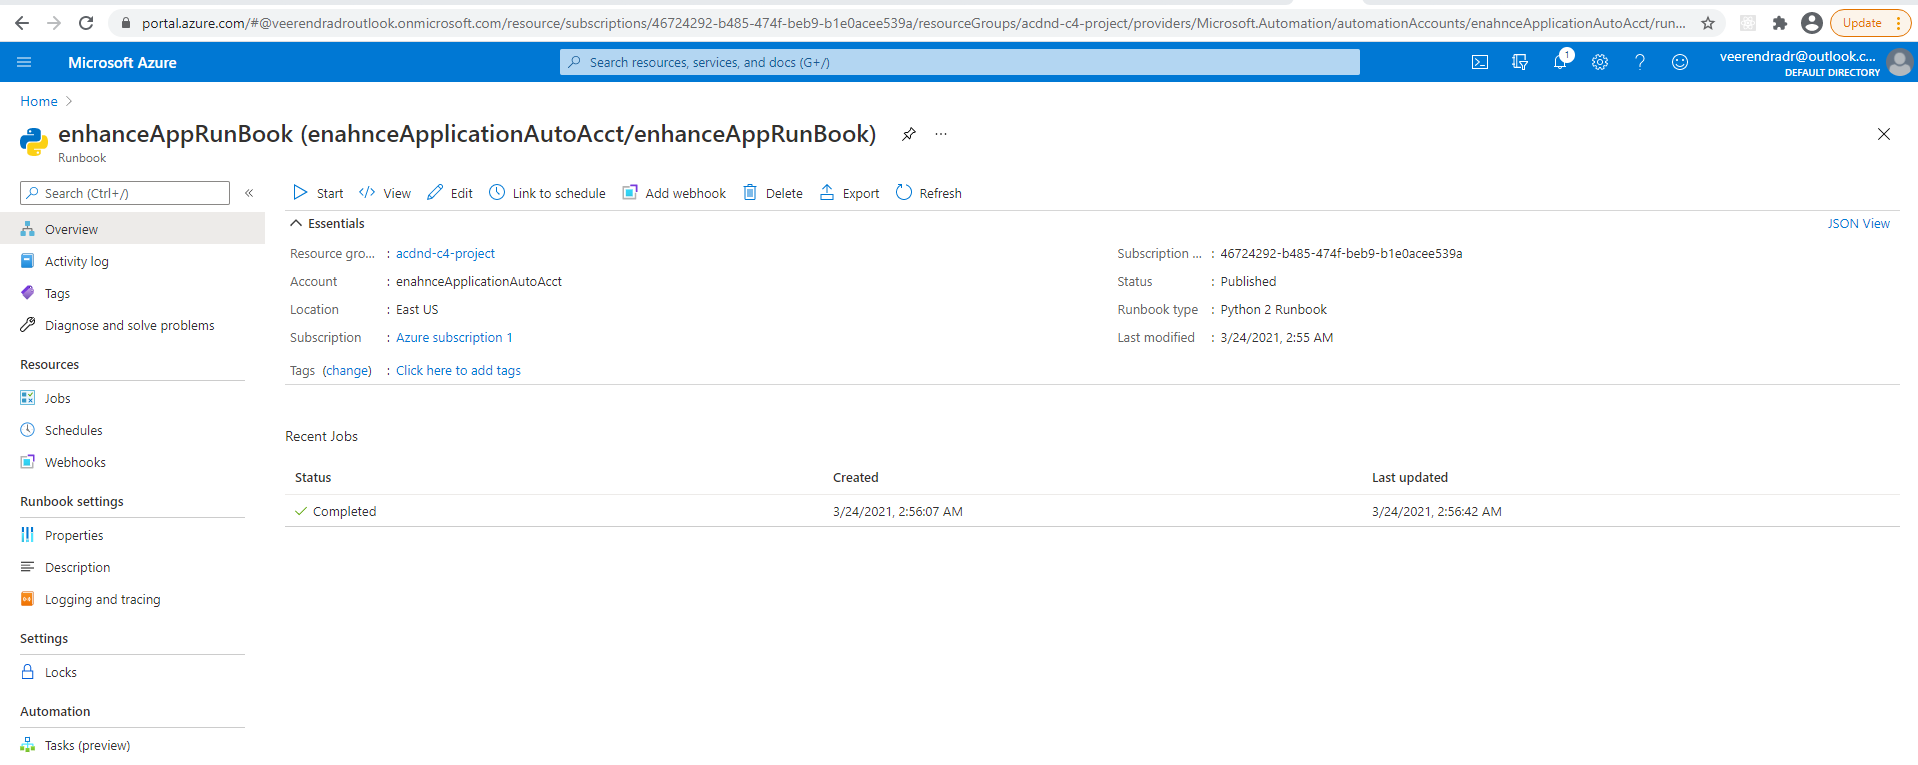 portal.azure.com/#@veerendradroutlook.onmicrosoft.com/resource/subscriptions/46724292-b485-474f-beb9-b1e0acee539a/resourceGroups/acdnd-c4-project/providers/Microsoft.Automation/automationAccounts/enahnceApplicationAutoAcct/run...
Update
Microsoft Azure
Search resources, services, and docs (G+/)
1
veerendradr@outlook.c...
DEFAULT DIRECTORY
Home
enhanceAppRunBook (enahnceApplicationAutoAcct/enhanceAppRunBook)
Runbook
Search (Ctrl+/)
Overview
Activity log
Tags
Diagnose and solve problems
Resources
Jobs
Schedules
Webhooks
Runbook settings
Properties
Description
Logging and tracing
Settings
Locks
Automation
Tasks (preview)
Start View Edit Link to schedule Add webhook Delete Export Refresh
Essentials
JSON View
Resource gro... : acdnd-c4-project
Account : enahnceApplicationAutoAcct
Location : East US
Subscription : Azure subscription 1
Tags (change) : Click here to add tags
Subscription ... : 46724292-b485-474f-beb9-b1e0acee539a
Status : Published
Runbook type : Python 2 Runbook
Last modified : 3/24/2021, 2:55 AM
Recent Jobs
Status Created Last updated
Completed 3/24/2021, 2:56:07 AM 3/24/2021, 2:56:42 AM